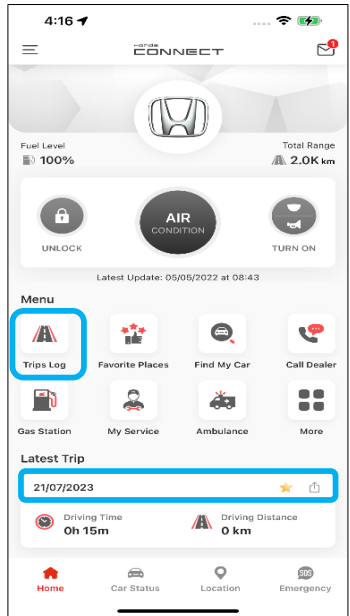 4:16
HONDA
CONNECT
1
Fuel Level
Total Range
100%
2.0K km
AIR
CONDITION
UNLOCK
TURN ON
Latest Update: 05/05/2022 at 08:43
Menu
Trips Log
Favorite Places
Find My Car
Call Dealer
Gas Station
My Service
Ambulance
More
Latest Trip
21/07/2023
Driving Time
0h 15m
Driving Distance
0 km
SOS
Home
Car Status
Location
Emergency